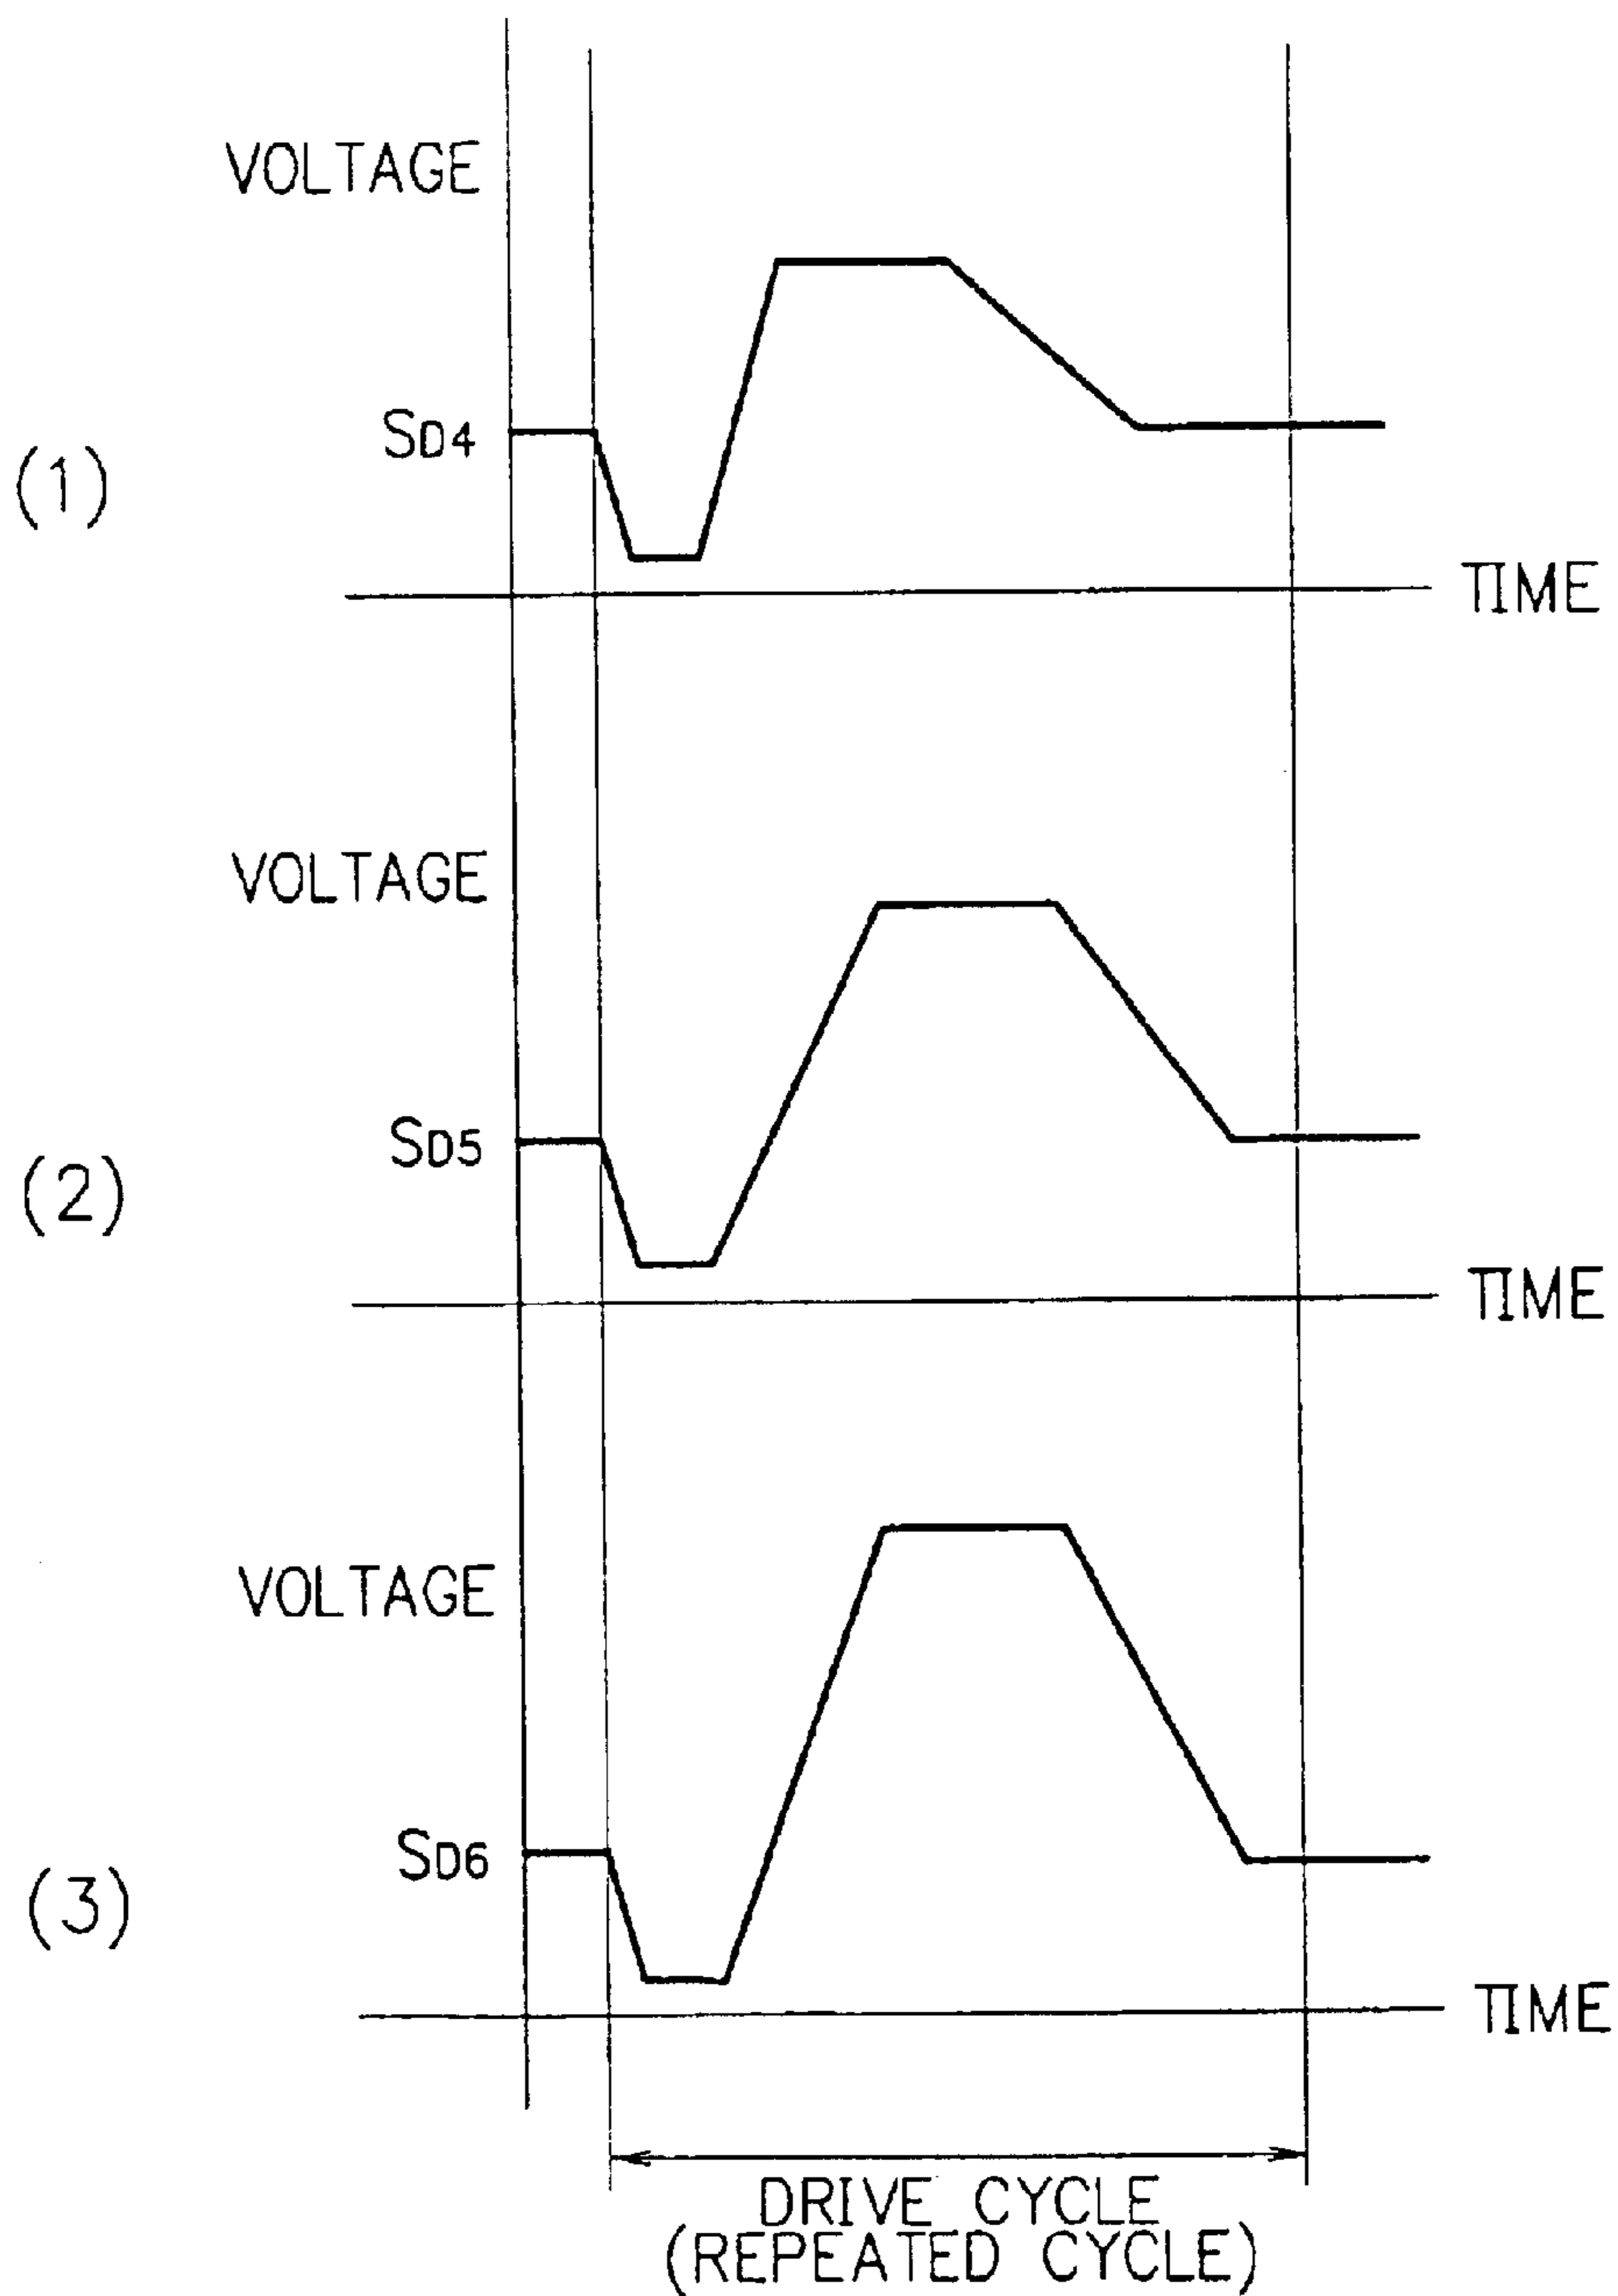 VOLTAGE
SD4
(1)
TIME
VOLTAGE
SD5
(2)
TIME
VOLTAGE
SD6
(3)
TIME
DRIVE CYCLE
(REPEATED CYCLE)